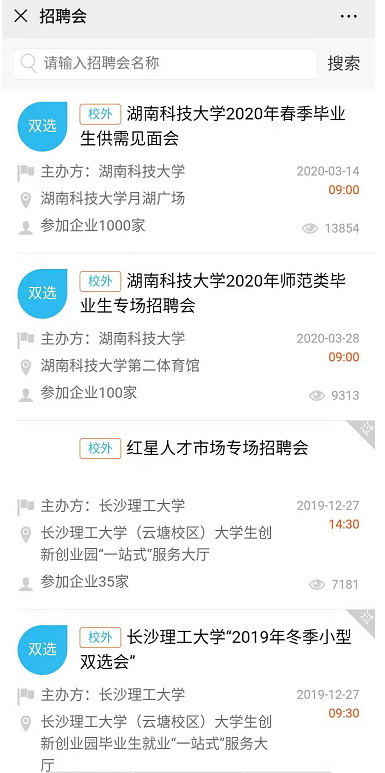 招聘会
请输入招聘会名称 搜索
双选 校外 湖南科技大学2020年春季毕业
生供需见面会
主办方：湖南科技大学 2020-03-14
湖南科技大学月湖广场 09:00
参加企业1000家 13854
双选 校外 湖南科技大学2020年师范类毕
业生专场招聘会
主办方：湖南科技大学 2020-03-28
湖南科技大学第二体育馆 09:00
参加企业100家 9313
过
校外 红星人才市场专场招聘会
主办方：长沙理工大学 2019-12-27
长沙理工大学（云塘校区）大学生创 14:30
新创业园“一站式”服务大厅
参加企业35家 7181
过
双选 校外 长沙理工大学“2019年冬季小型
双选会”
主办方：长沙理工大学 2019-12-27
长沙理工大学（云塘校区）大学生创 09:30
新创业园毕业生就业“一站式”服务大
厅